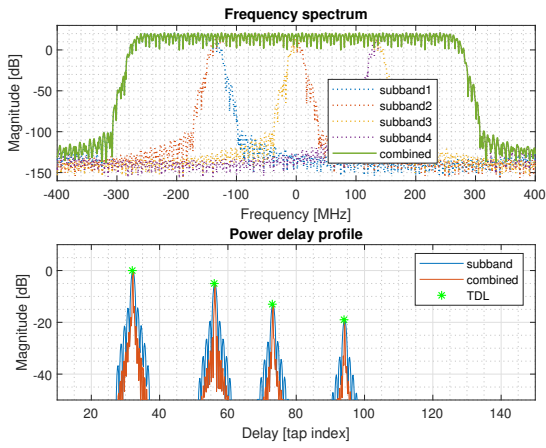 Frequency spectrum
0
-50
-100
-150
Magnitude [dB]
subband1
subband2
subband3
subband4
combined
-400 -300 -200 -100 0 100 200 300 400
Frequency [MHz]
Power delay profile
0
-20
-40
Magnitude [dB]
subband
combined
TDL
20 40 60 80 100 120 140
Delay [tap index]